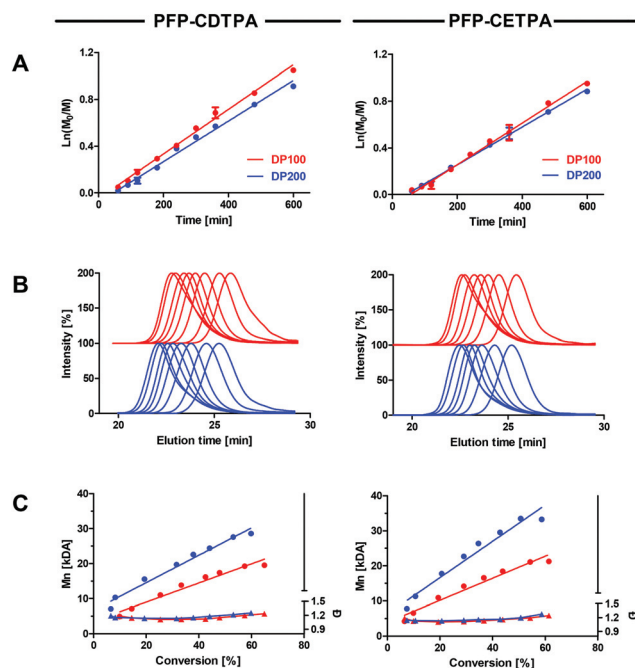 PFP-CDTPA PFP-CETPA
A
Ln(M₀/M)
1.2
0.8
0.4
0.0
DP100
DP200
0 200 400 600
Time [min]
Ln(M₀/M)
1.2
0.8
0.4
0.0
DP100
DP200
0 200 400 600
Time [min]
B
Intensity [%]
200
150
100
50
0
20 25 30
Elution time [min]
Intensity [%]
200
150
100
50
0
20 25 30
Elution time [min]
C
Mn [kDA]
40
30
20
10
5
0
1.5
1.2
0.9
Đ
0 20 40 60 80
Conversion [%]
Mn [kDA]
40
30
20
10
5
0
1.5
1.2
0.9
Đ
0 20 40 60 80
Conversion [%]